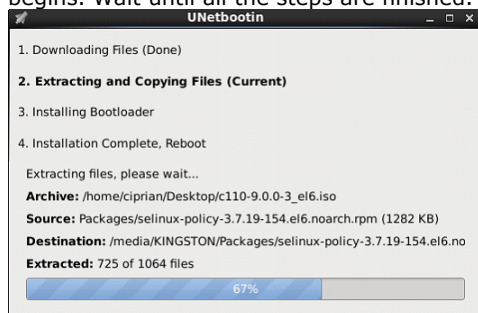 begins. Wait until all the steps are finished.
UNetbootin
1. Downloading Files (Done)
2. Extracting and Copying Files (Current)
3. Installing Bootloader
4. Installation Complete, Reboot
Extracting files, please wait...
Archive: /home/ciprian/Desktop/c110-9.0.0-3_el6.iso
Source: Packages/selinux-policy-3.7.19-154.el6.noarch.rpm (1282 KB)
Destination: /media/KINGSTON/Packages/selinux-policy-3.7.19-154.el6.no
Extracted: 725 of 1064 files
67%